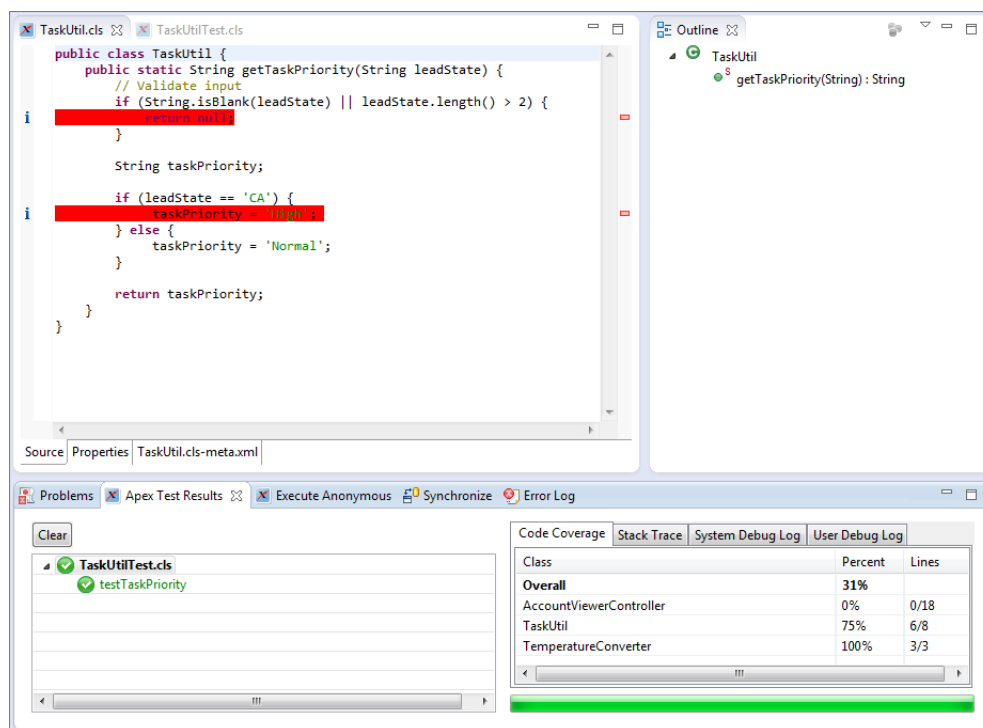 TaskUtil.cls TaskUtilTest.cls
public class TaskUtil {
public static String getTaskPriority(String leadState) {
// Validate input
if (String.isBlank(leadState) || leadState.length() > 2) {
return null;
}
String taskPriority;
if (leadState == 'CA') {
taskPriority = 'High';
} else {
taskPriority = 'Normal';
}
return taskPriority;
}
}
Source Properties TaskUtil.cls-meta.xml
Outline
TaskUtil
getTaskPriority(String) : String
Problems Apex Test Results Execute Anonymous Synchronize Error Log
Clear
TaskUtilTest.cls
testTaskPriority
Code Coverage Stack Trace System Debug Log User Debug Log
Class Percent Lines
Overall 31%
AccountViewerController 0% 0/18
TaskUtil 75% 6/8
TemperatureConverter 100% 3/3